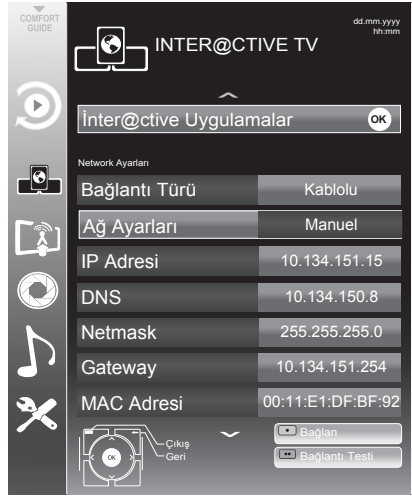 COMFORT
GUIDE
INTER@CTIVE TV
dd.mm.yyyy
hh:mm
İnter@ctive Uygulamalar OK
Network Ayarları
Bağlantı Türü Kablolu
Ağ Ayarları Manuel
IP Adresi 10.134.151.15
DNS 10.134.150.8
Netmask 255.255.255.0
Gateway 10.134.151.254
MAC Adresi 00:11:E1:DF:BF:92
OK
Çıkış
Geri
Bağlan
Bağlantı Testi